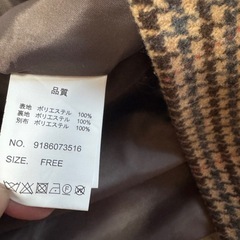 品質
表地 ポリエステル 100%
裏地 ポリエステル 100%
別布 ポリエステル 100%
NO. 9186073516
SIZE. FREE